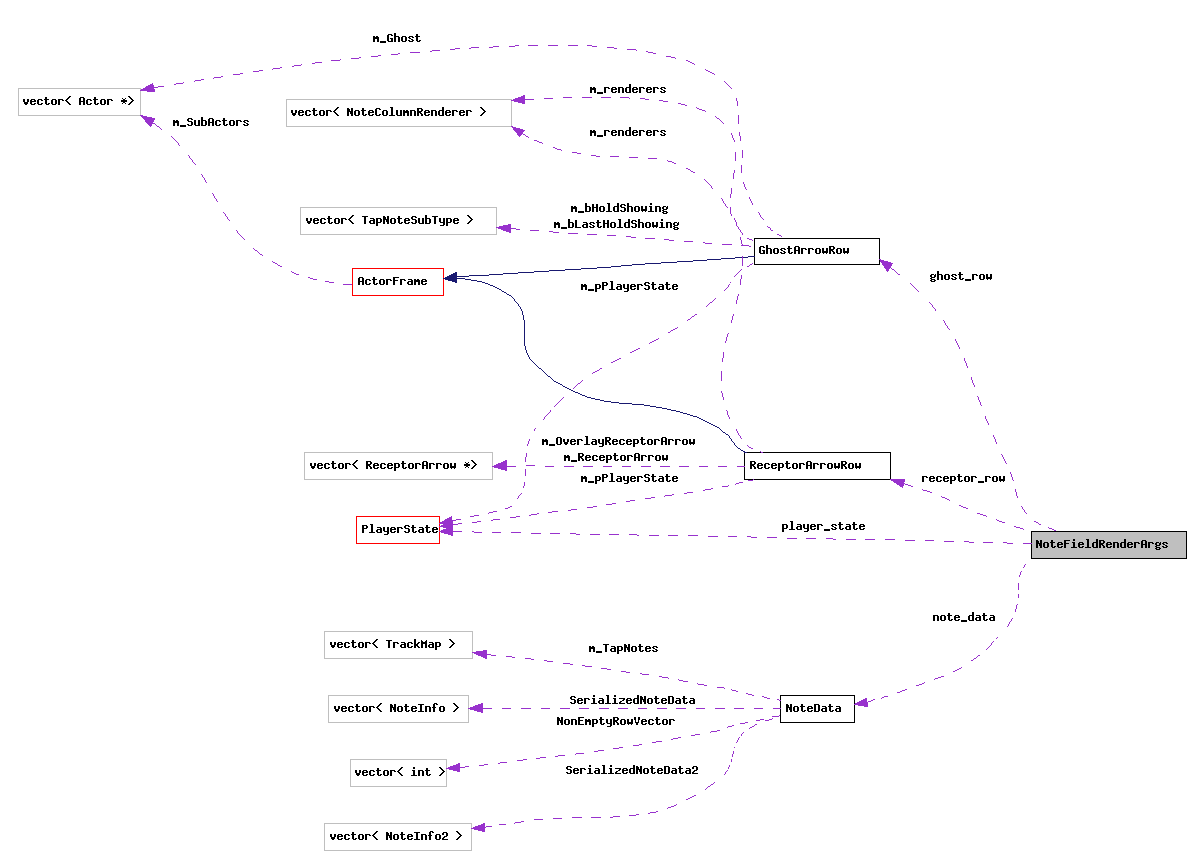 m_Ghost
vector< Actor *>
m_SubActors
m_renderers
vector< NoteColumnRenderer >
m_renderers
vector< TapNoteSubType >
m_bHoldShowing
m_bLastHoldShowing
GhostArrowRow
ActorFrame
m_pPlayerState
ghost_row
m_OverlayReceptorArrow
m_ReceptorArrow
vector< ReceptorArrow *>
ReceptorArrowRow
m_pPlayerState
receptor_row
PlayerState
player_state
NoteFieldRenderArgs
note_data
vector< TrackMap >
m_TapNotes
SerializedNoteData
vector< NoteInfo >
NoteData
NonEmptyRowVector
vector< int >
SerializedNoteData2
vector< NoteInfo2 >